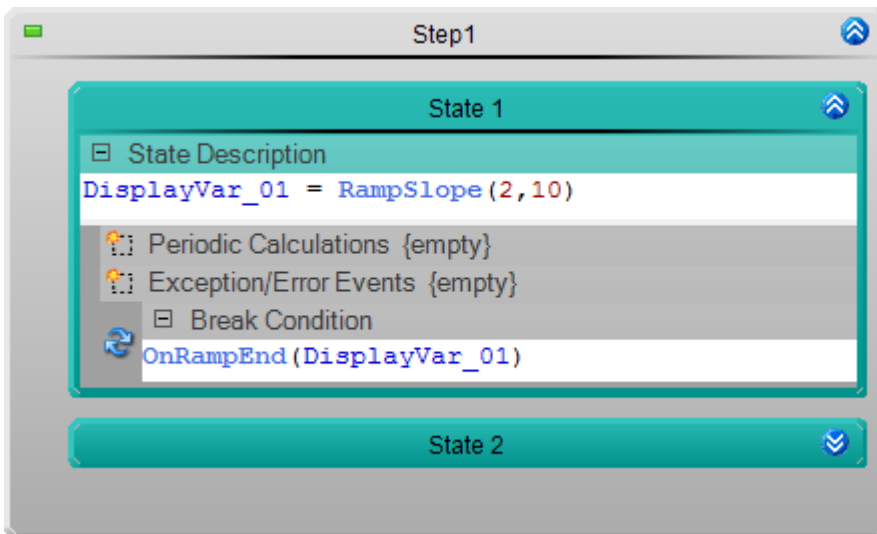 Step1
State 1
State Description
DisplayVar_01 = RampSlope(2,10)
Periodic Calculations {empty}
Exception/Error Events {empty}
Break Condition
OnRampEnd(DisplayVar_01)
State 2